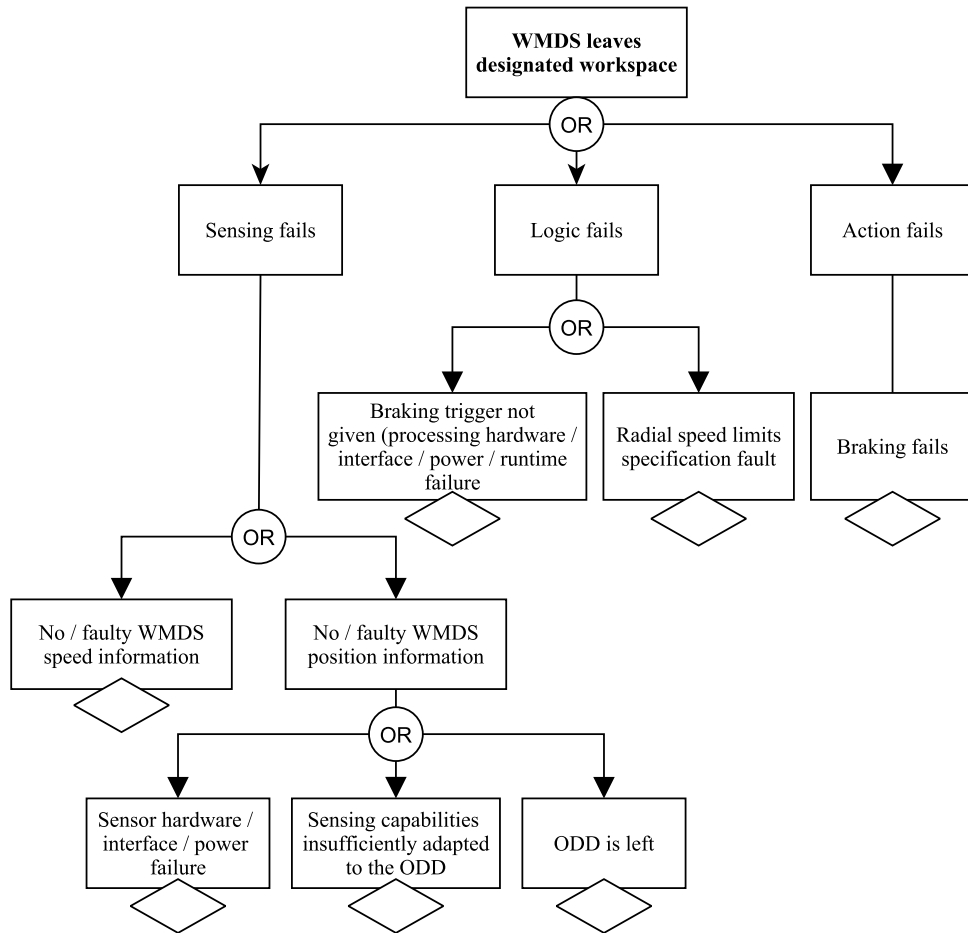 WMDS leaves
designated workspace
OR
Sensing fails
Logic fails
Action fails
OR
Braking trigger not
given (processing hardware /
interface / power / runtime
failure
Radial speed limits
specification fault
Braking fails
OR
No / faulty WMDS
speed information
No / faulty WMDS
position information
OR
Sensor hardware /
interface / power
failure
Sensing capabilities
insufficiently adapted
to the ODD
ODD is left